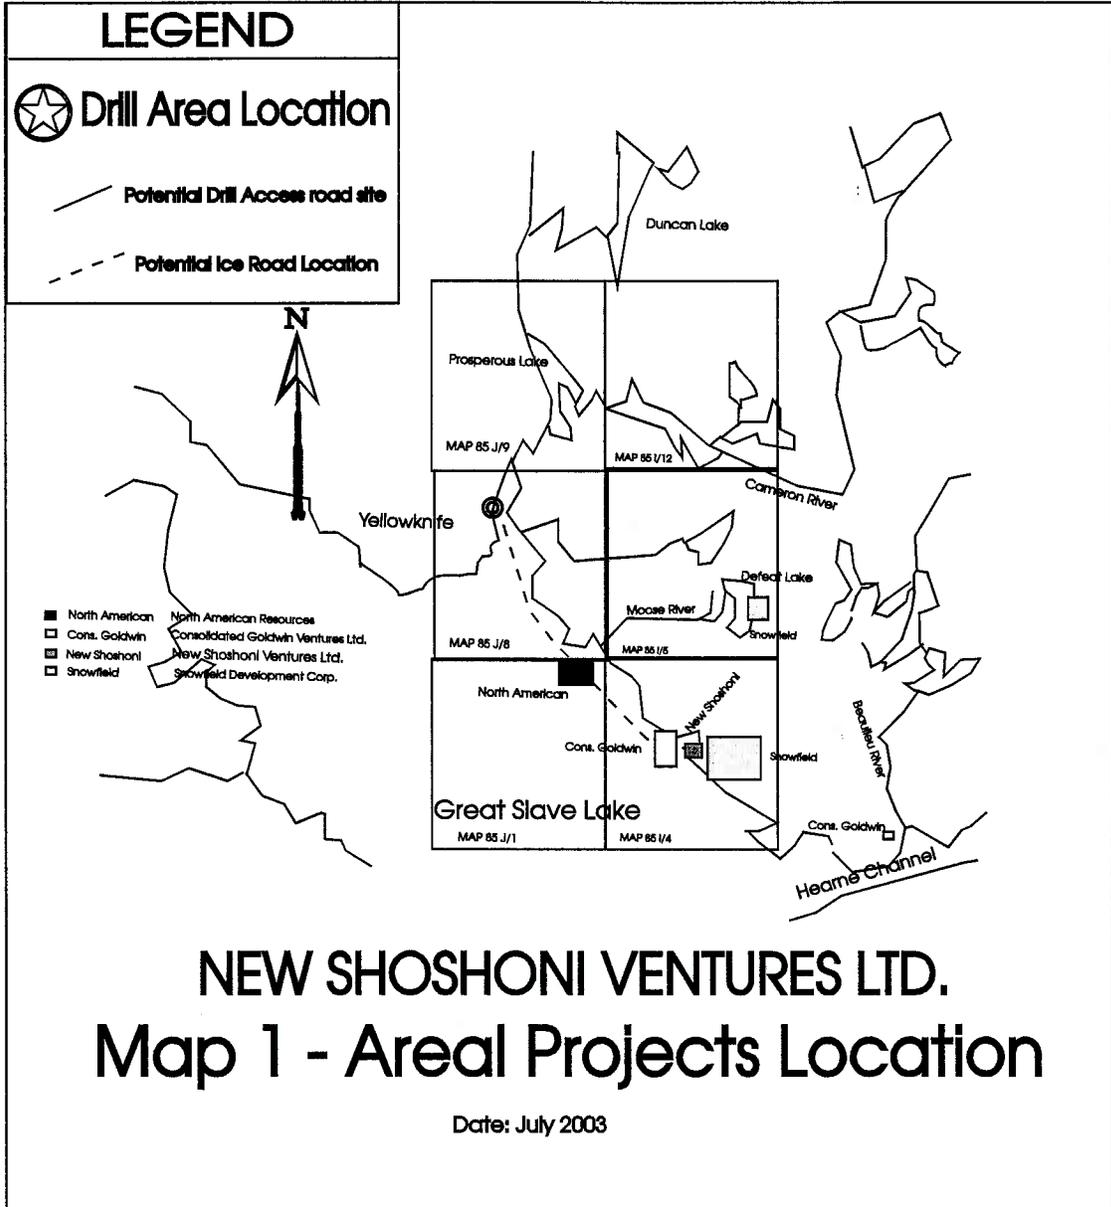 LEGEND
Drill Area Location
Potential Drill Access road site
Potential Ice Road Location
N
Duncan Lake
Prosperous Lake
MAP 85 J/9
MAP 85 I/12
Cameron River
Yellowknife
Defeat Lake
Moose River
Snowfield
MAP 85 J/8
MAP 85 I/5
North American North American Resources
Cons. Goldwin Consolidated Goldwin Ventures Ltd.
New Shoshoni New Shoshoni Ventures Ltd.
Snowfield Snowfield Development Corp.
North American
New Shoshoni
Cons. Goldwin
Snowfield
Beaulieu River
Great Slave Lake
MAP 85 J/1
MAP 85 I/4
Cons. Goldwin
Hearne Channel
NEW SHOSHONI VENTURES LTD.
Map 1 - Areal Projects Location
Date: July 2003